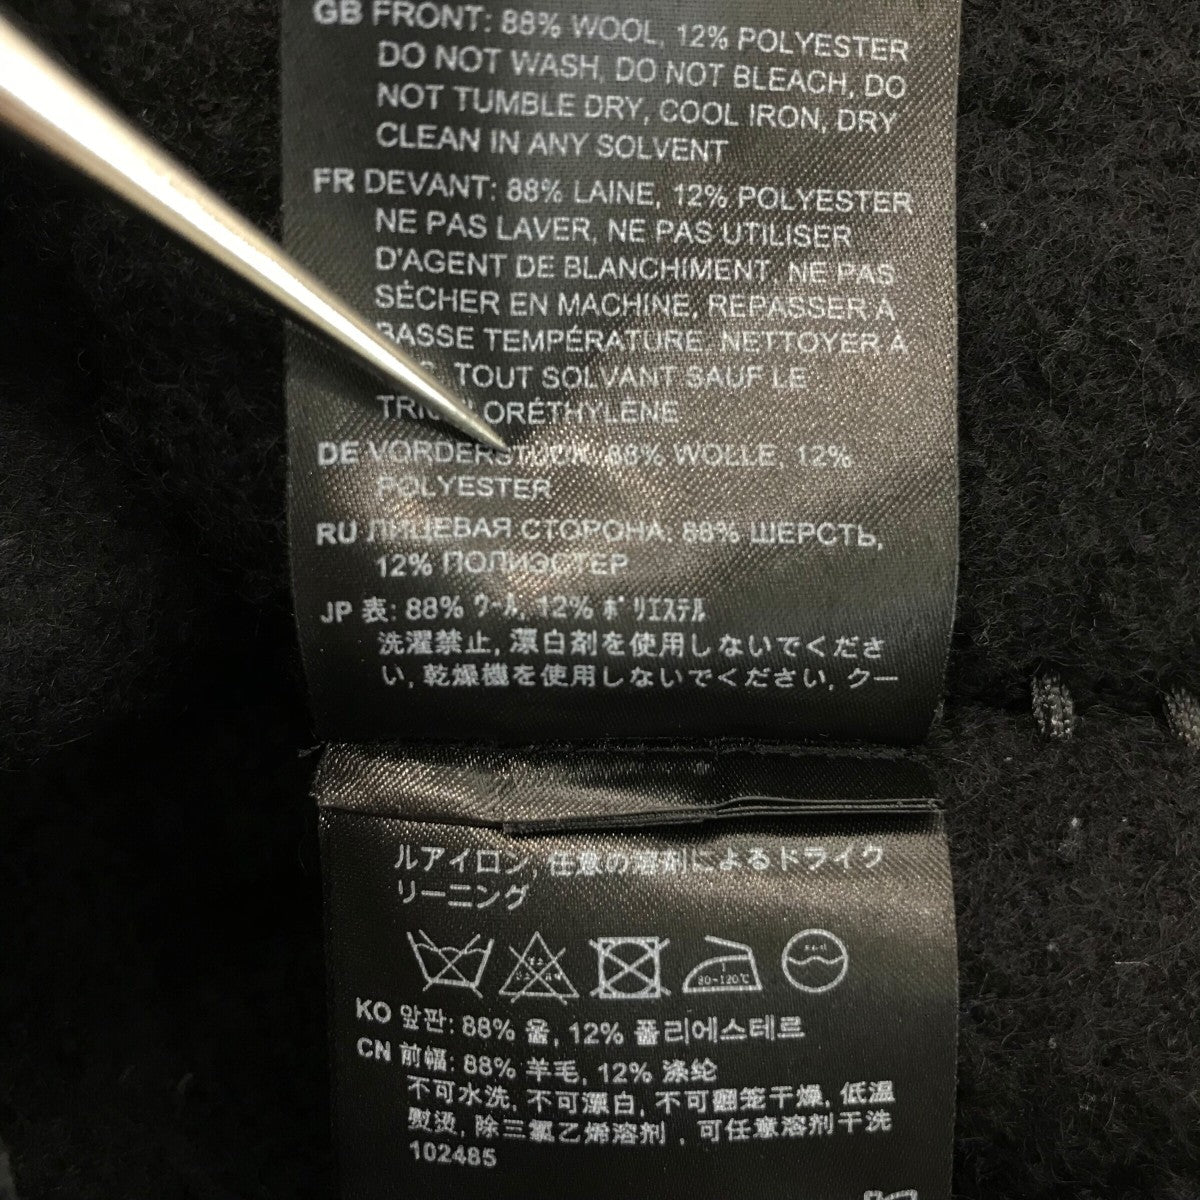 GB FRONT: 88% WOOL, 12% POLYESTER
DO NOT WASH, DO NOT BLEACH, DO
NOT TUMBLE DRY, COOL IRON, DRY
CLEAN IN ANY SOLVENT
FR DEVANT: 88% LAINE, 12% POLYESTER
NE PAS LAVER, NE PAS UTILISER
D'AGENT DE BLANCHIMENT, NE PAS
SÉCHER EN MACHINE, REPASSER À
BASSE TEMPÉRATURE, NETTOYER À
TOUT SOLVANT SAUF LE
ORÉTHYLÈNE
DE VORDERSTÜCK: 88% WOLLE, 12%
POLYESTER
RU ЛИЦЕВАЯ СТОРОНА: 88% ШЕРСТЬ,
12% ПОЛИЭСТЕР
JP 表: 88% ウール, 12% ポリエステル
洗濯禁止, 漂白剤を使用しないでくださ
い, 乾燥機を使用しないでください, クー
ルアイロン, 任意の溶剤によるドライク
リーニング
80-120℃
KO 앞판: 88% 울, 12% 폴리에스테르
CN 前幅: 88% 羊毛, 12% 涤纶
不可水洗, 不可漂白, 不可翻笼干燥, 低温
熨烫, 除三氯乙烯溶剂, 可任意溶剂干洗
102485